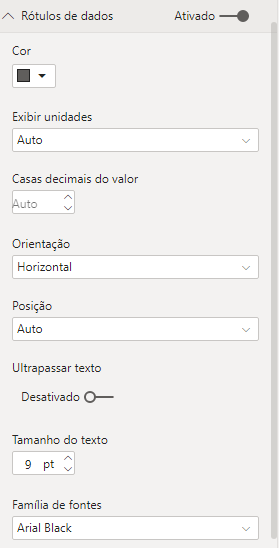 Rótulos de dados Ativado
Cor
Exibir unidades
Auto
Casas decimais do valor
Auto
Orientação
Horizontal
Posição
Auto
Ultrapassar texto
Desativado
Tamanho do texto
9 pt
Família de fontes
Arial Black